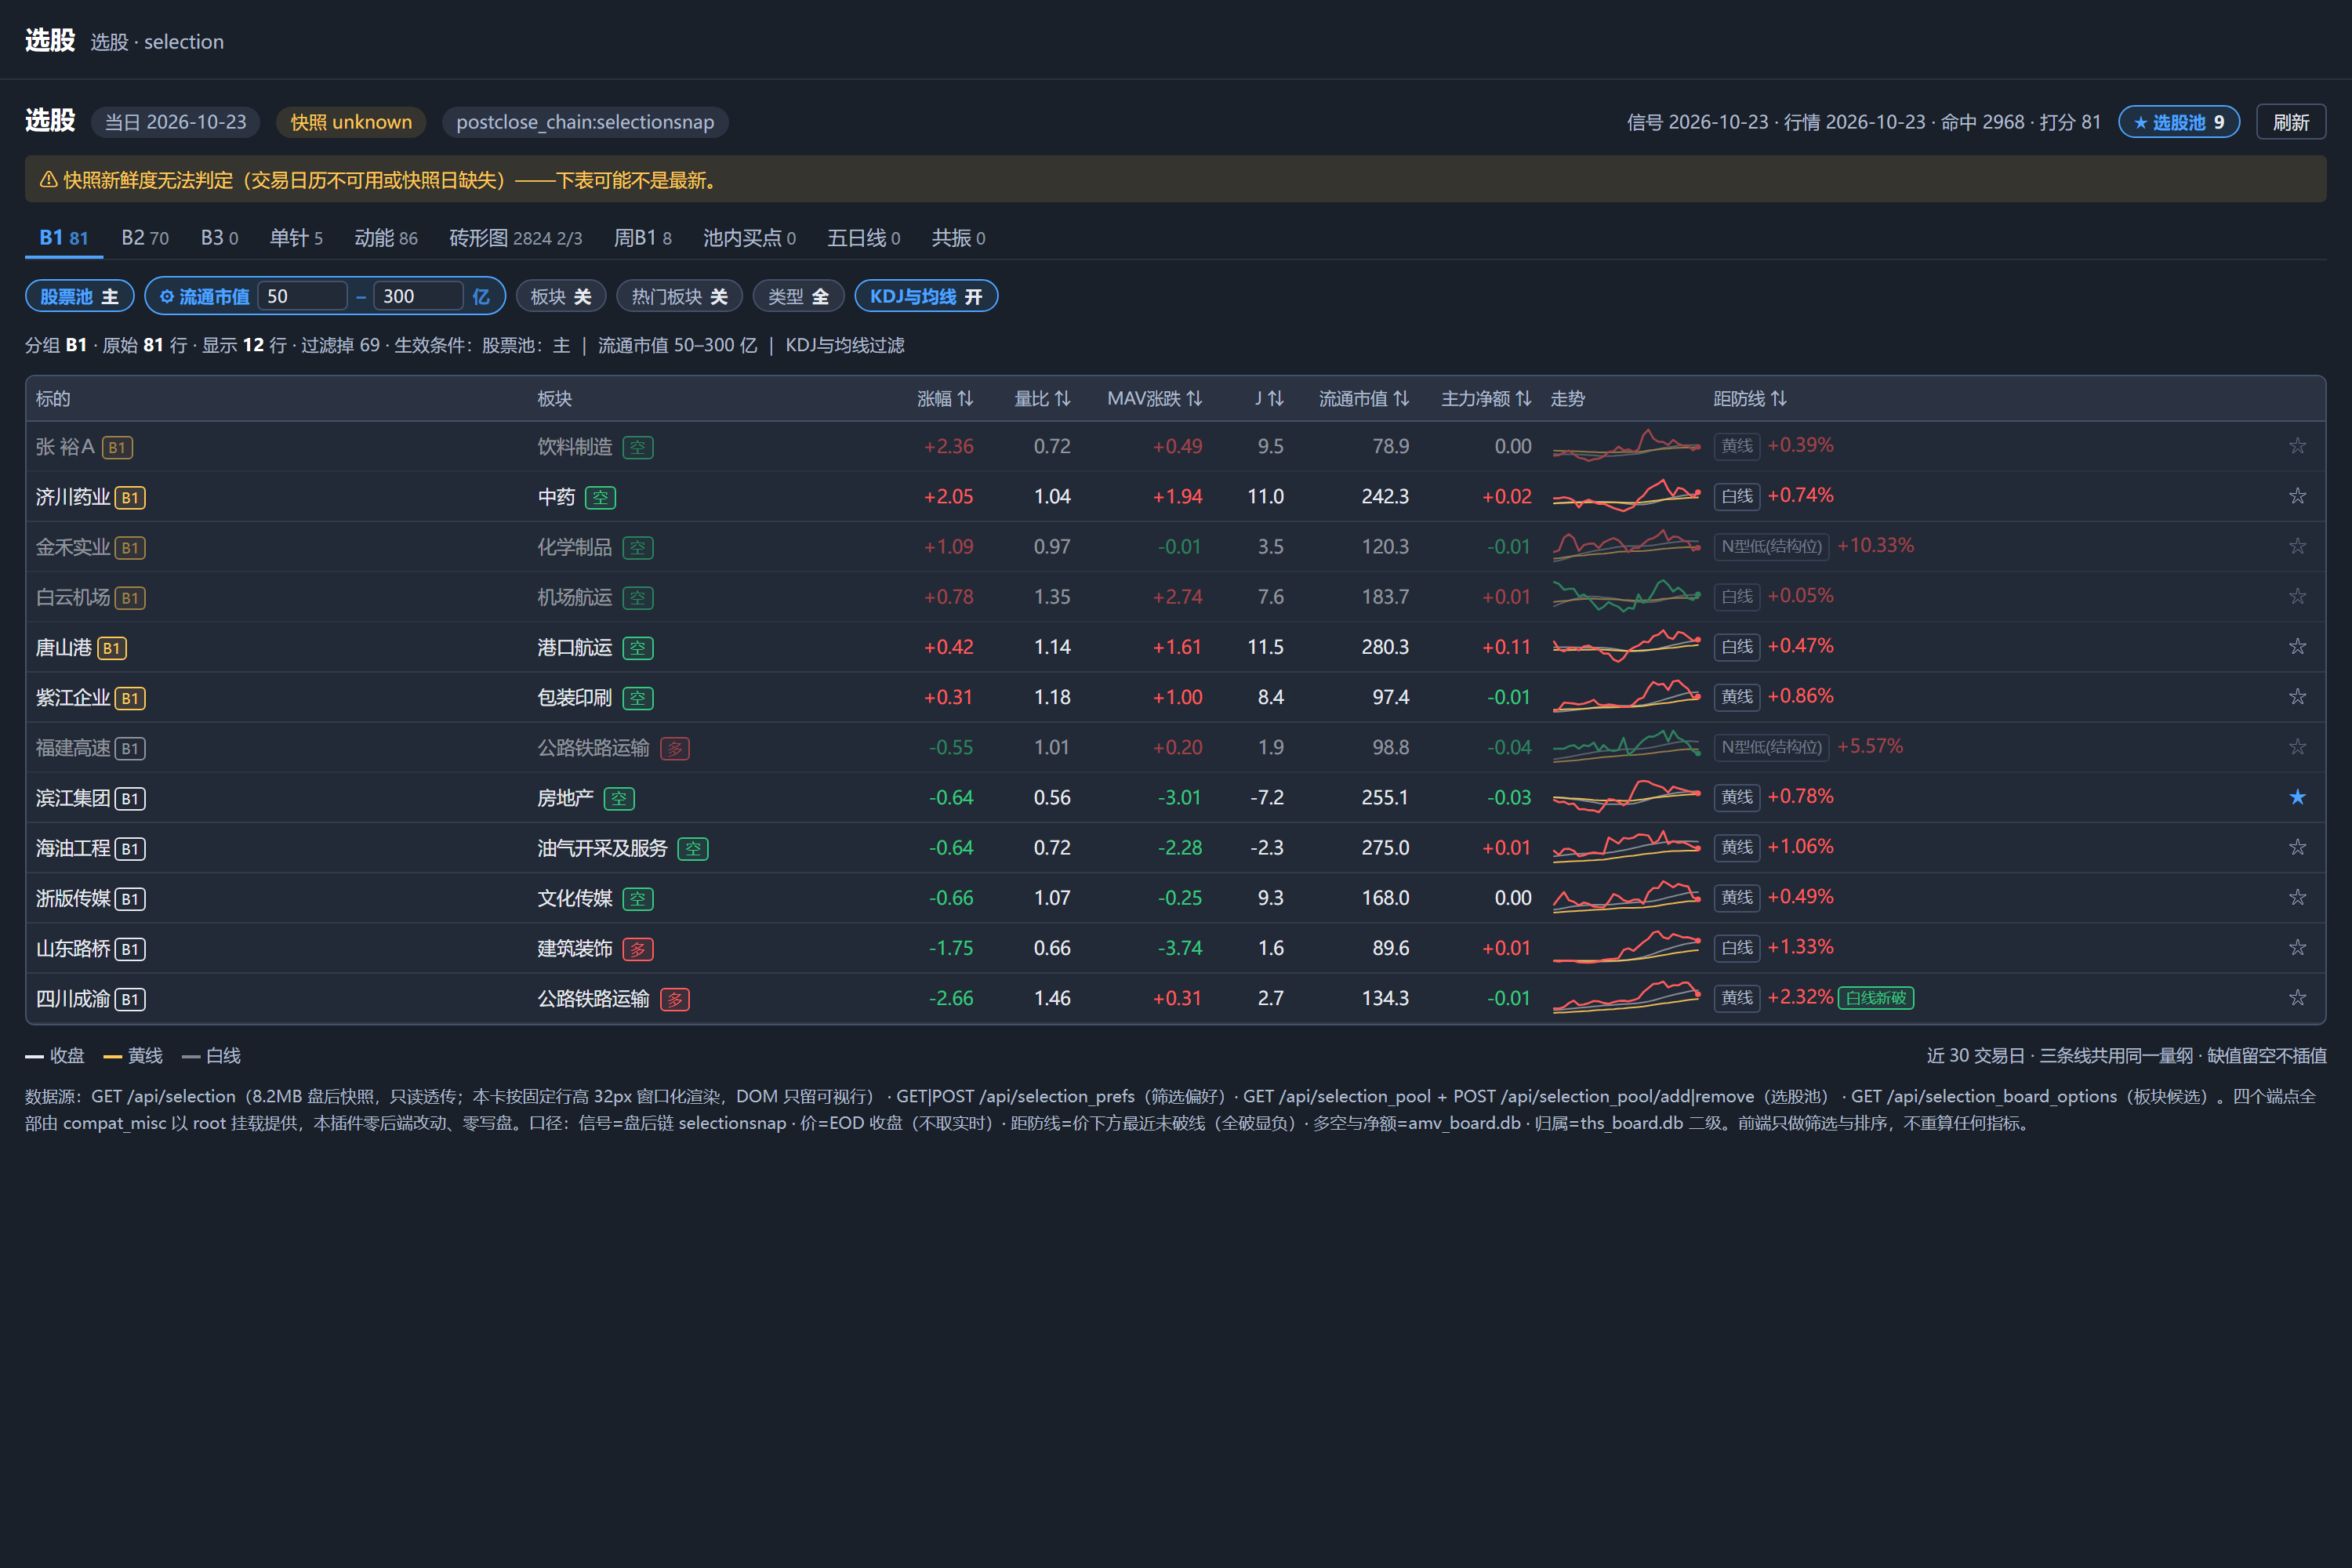 选股 选股 · selection
选股 当日 2026-10-23 快照 unknown postclose_chain:selectionsnap 信号 2026-10-23 · 行情 2026-10-23 · 命中 2968 · 打分 81 ★ 选股池 9 刷新
⚠ 快照新鲜度无法判定（交易日历不可用或快照日缺失）——下表可能不是最新。
B1 81 B2 70 B3 0 单针 5 动能 86 砖形图 2824 2/3 周B1 8 池内买点 0 五日线 0 共振 0
股票池 主 ⚙ 流通市值 50 – 300 亿 板块 关 热门板块 关 类型 全 KDJ与均线 开
分组 B1 · 原始 81 行 · 显示 12 行 · 过滤掉 69 · 生效条件：股票池：主 | 流通市值 50–300 亿 | KDJ与均线过滤
标的 板块 涨幅 ⇅ 量比 ⇅ MAV涨跌 ⇅ J ⇅ 流通市值 ⇅ 主力净额 ⇅ 走势 距防线 ⇅
张 裕A B1 饮料制造 空 +2.36 0.72 +0.49 9.5 78.9 0.00 黄线 +0.39% ☆
济川药业 B1 中药 空 +2.05 1.04 +1.94 11.0 242.3 +0.02 白线 +0.74% ☆
金禾实业 B1 化学制品 空 +1.09 0.97 -0.01 3.5 120.3 -0.01 N型低(结构位) +10.33% ☆
白云机场 B1 机场航运 空 +0.78 1.35 +2.74 7.6 183.7 +0.01 白线 +0.05% ☆
唐山港 B1 港口航运 空 +0.42 1.14 +1.61 11.5 280.3 +0.11 白线 +0.47% ☆
紫江企业 B1 包装印刷 空 +0.31 1.18 +1.00 8.4 97.4 -0.01 黄线 +0.86% ☆
福建高速 B1 公路铁路运输 多 -0.55 1.01 +0.20 1.9 98.8 -0.04 N型低(结构位) +5.57% ☆
滨江集团 B1 房地产 空 -0.64 0.56 -3.01 -7.2 255.1 -0.03 黄线 +0.78% ★
海油工程 B1 油气开采及服务 空 -0.64 0.72 -2.28 -2.3 275.0 +0.01 黄线 +1.06% ☆
浙版传媒 B1 文化传媒 空 -0.66 1.07 -0.25 9.3 168.0 0.00 黄线 +0.49% ☆
山东路桥 B1 建筑装饰 多 -1.75 0.66 -3.74 1.6 89.6 +0.01 白线 +1.33% ☆
四川成渝 B1 公路铁路运输 多 -2.66 1.46 +0.31 2.7 134.3 -0.01 黄线 +2.32% 白线新破 ☆
收盘 黄线 白线 近 30 交易日 · 三条线共用同一量纲 · 缺值留空不插值
数据源：GET /api/selection（8.2MB 盘后快照，只读透传；本卡按固定行高 32px 窗口化渲染，DOM 只留可视行）· GET|POST /api/selection_prefs（筛选偏好）· GET /api/selection_pool + POST /api/selection_pool/add|remove（选股池）· GET /api/selection_board_options（板块候选）。四个端点全
部由 compat_misc 以 root 挂载提供，本插件零后端改动、零写盘。口径：信号=盘后链 selectionsnap · 价=EOD 收盘（不取实时）· 距防线=价下方最近未破线（全破显负）· 多空与净额=amv_board.db · 归属=ths_board.db 二级。前端只做筛选与排序，不重算任何指标。